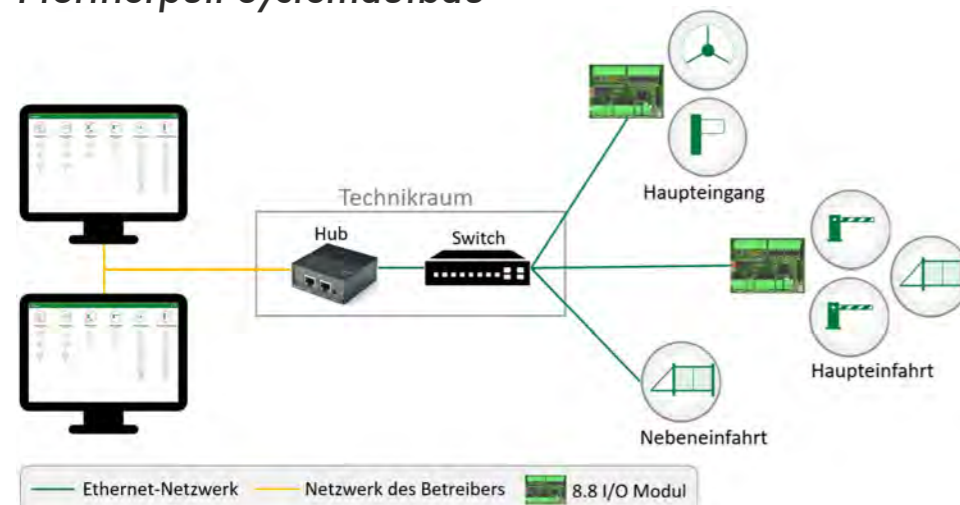 Technikraum
Hub
Switch
Haupteingang
Haupteinfahrt
Nebeneinfahrt
Ethernet-Netzwerk
Netzwerk des Betreibers
8.8 I/O Modul